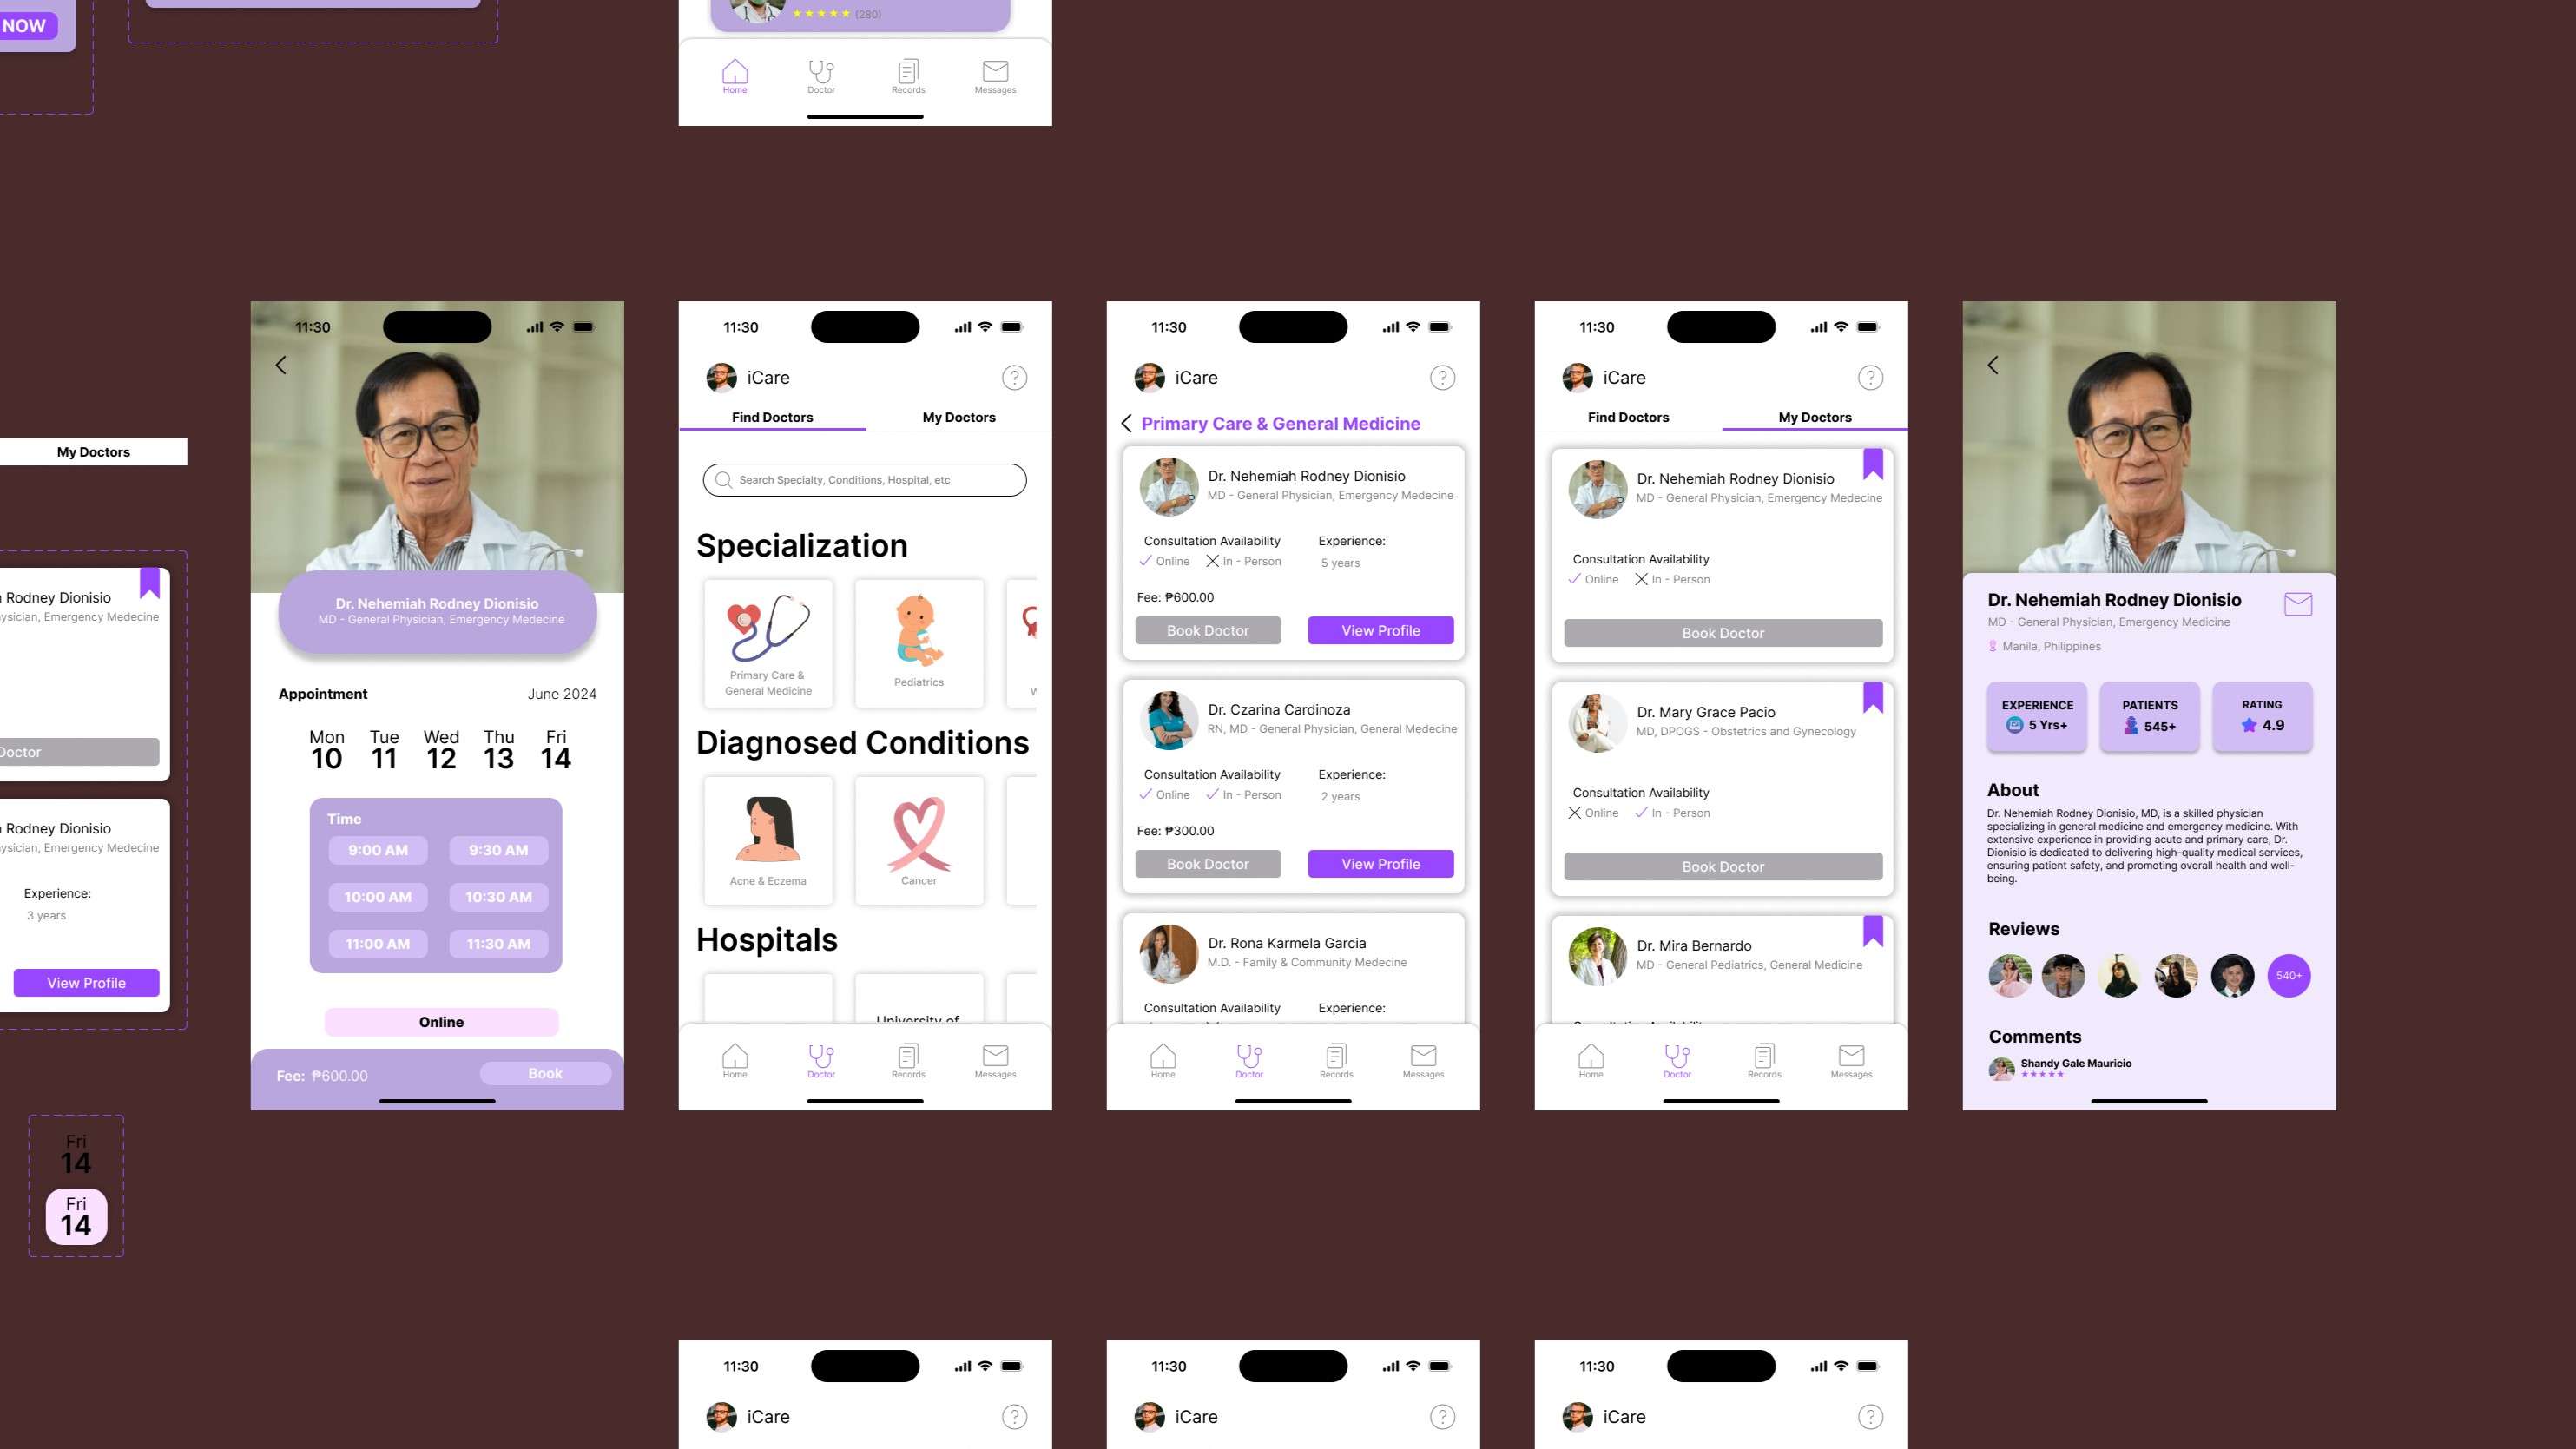 NOW
★★★★★ (280)
Home
Doctor
Records
Messages
My Doctors
Rodney Dionisio
Emergency Medecine
Doctor
Rodney Dionisio
Emergency Medecine
Experience:
3 years
View Profile
Fri
14
Fri
14
11:30
Dr. Nehemiah Rodney Dionisio
MD - General Physician, Emergency Medicine
Appointment
June 2024
Mon Tue Wed Thu Fri
10 11 12 13 14
Time
9:00 AM 9:30 AM
10:00 AM 10:30 AM
11:00 AM 11:30 AM
Online
Fee: ₱600.00
Book
11:30
iCare
?
Find Doctors
My Doctors
Search Specialty, Conditions, Hospital, etc
Specialization
Primary Care &
General Medicine
Pediatrics
Diagnosed Conditions
Acne & Eczema
Cancer
Hospitals
University of
Home
Doctor
Records
Messages
11:30
iCare
?
Primary Care & General Medicine
Dr. Nehemiah Rodney Dionisio
MD - General Physician, Emergency Medecine
Consultation Availability
Experience:
Online
In - Person
5 years
Fee: ₱600.00
Book Doctor
View Profile
Dr. Czarina Cardinoza
RN, MD - General Physician, General Medecine
Consultation Availability
Experience:
Online
In - Person
2 years
Fee: ₱300.00
Book Doctor
View Profile
Dr. Rona Karmela Garcia
M.D. - Family & Community Medecine
Consultation Availability
Experience:
Home
Doctor
Records
Messages
11:30
iCare
?
Find Doctors
My Doctors
Dr. Nehemiah Rodney Dionisio
MD - General Physician, Emergency Medecine
Consultation Availability
Online
In - Person
Book Doctor
Dr. Mary Grace Pacio
MD, DPOGS - Obstetrics and Gynecology
Consultation Availability
Online
In - Person
Book Doctor
Dr. Mira Bernardo
MD - General Pediatrics, General Medicine
Home
Doctor
Records
Messages
Dr. Nehemiah Rodney Dionisio
MD - General Physician, Emergency Medicine
Manila, Philippines
EXPERIENCE
5 Yrs+
PATIENTS
545+
RATING
4.9
About
Dr. Nehemiah Rodney Dionisio, MD, is a skilled physician
specializing in general medicine and emergency medicine. With
extensive experience in providing acute and primary care, Dr.
Dionisio is dedicated to delivering high-quality medical services,
ensuring patient safety, and promoting overall health and well-
being.
Reviews
540+
Comments
Shandy Gale Mauricio
★★★★★
11:30
iCare
?
11:30
iCare
?
11:30
iCare
?